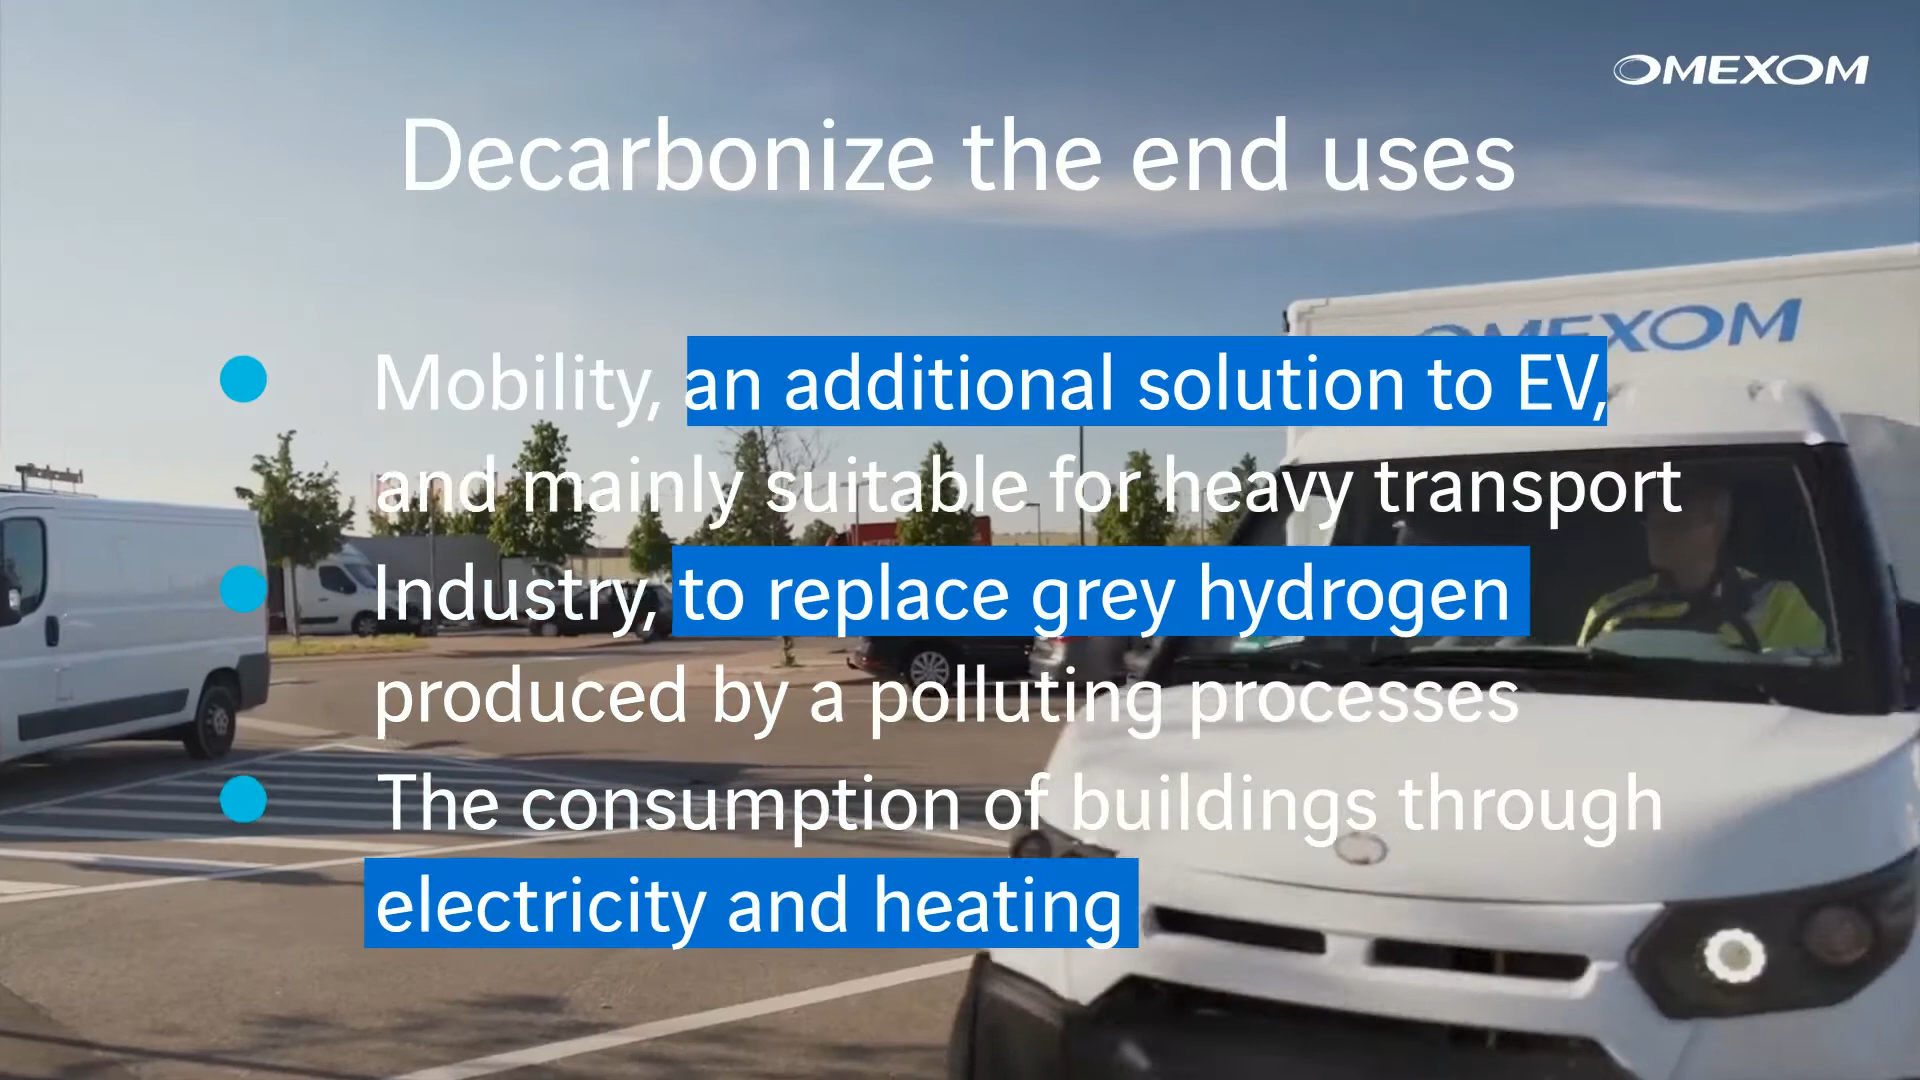 OMEXOM
Decarbonize the end uses
OMEXOM
Mobility, an additional solution to EV,
and mainly suitable for heavy transport
Industry, to replace grey hydrogen
produced by a polluting processes
The consumption of buildings through
electricity and heating